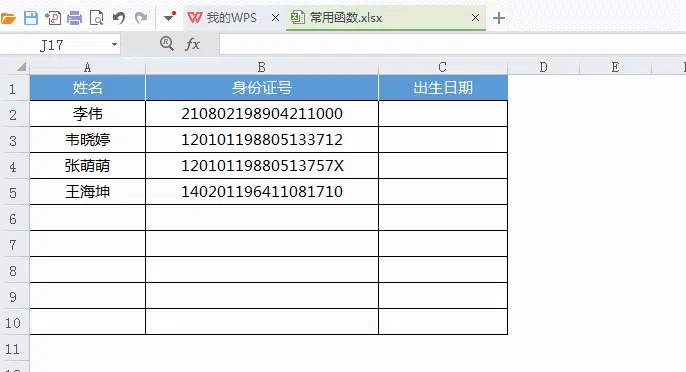 我的WPS × 常用函数.xlsx × +
J17 fx
A B C D E F
1 姓名 身份证号 出生日期
2 李伟 210802198904211000
3 韦晓婷 120101198805133712
4 张萌萌 12010119880513757X
5 王海坤 140201196411081710
6
7
8
9
10
11